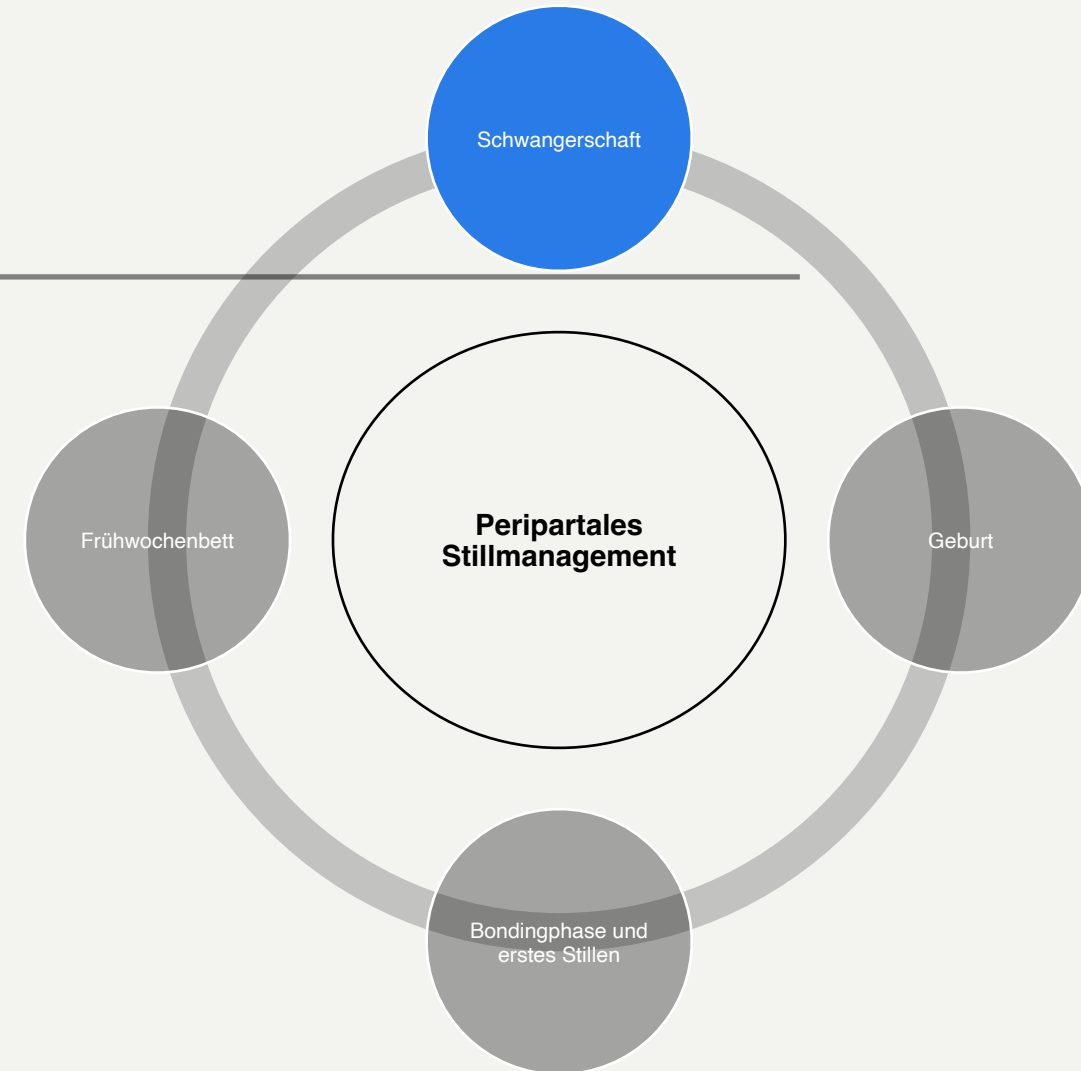 Schwangerschaft
Frühwochenbett
Peripartales
Stillmanagement
Geburt
Bondingphase und
erstes Stillen